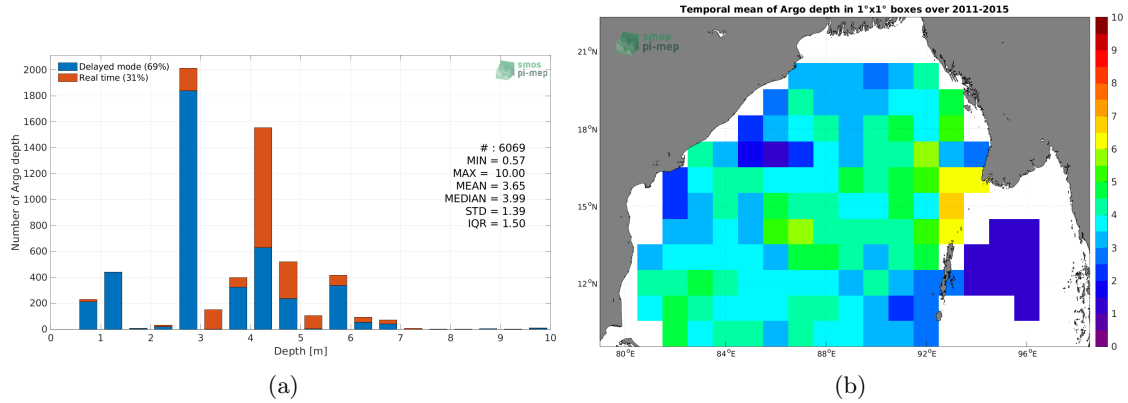 Temporal mean of Argo depth in 1°x1° boxes over 2011-2015
Delayed mode (69%)
Real time (31%)
smos
pi-mep
# : 6069
MIN = 0.57
MAX = 10.00
MEAN = 3.65
MEDIAN = 3.99
STD = 1.39
IQR = 1.50
Number of Argo depth
2000
1800
1600
1400
1200
1000
800
600
400
200
0
0 1 2 3 4 5 6 7 8 9 10
Depth [m]
(a)
smos
pi-mep
21°N
18°N
15°N
12°N
80°E 84°E 88°E 92°E 96°E
10
9
8
7
6
5
4
3
2
1
0
(b)